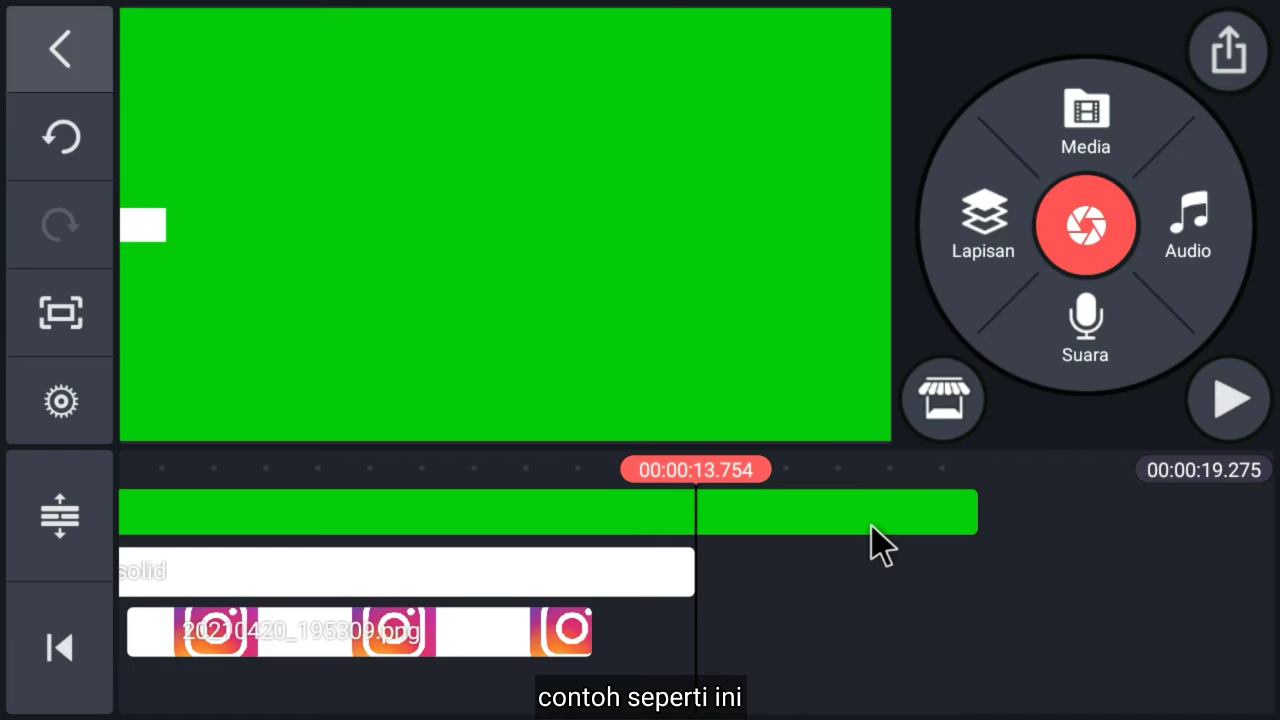 Media
Lapisan
Audio
Suara
00:00:13.754
00:00:19.275
solid
20210420_195309.png
contoh seperti ini